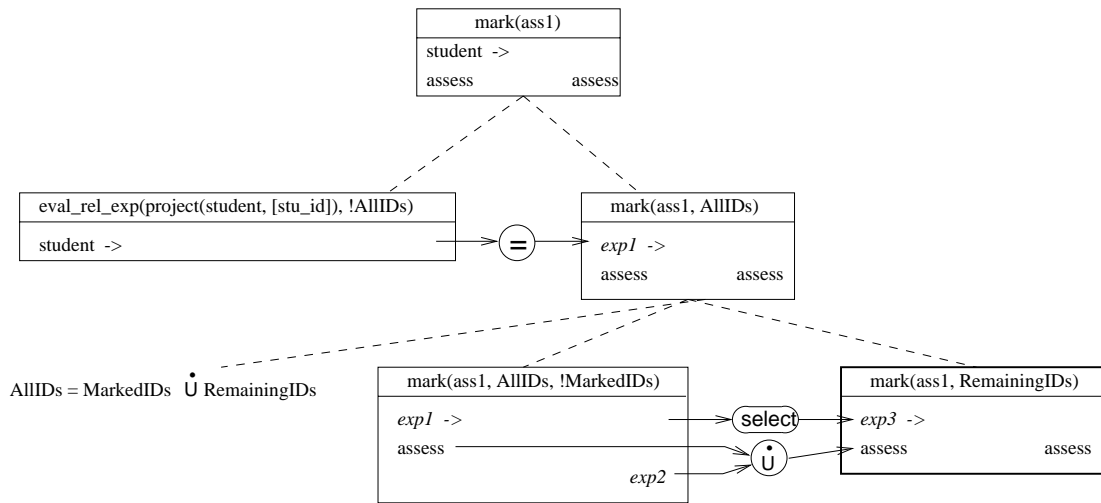 mark(ass1)
student ->
assess assess
eval_rel_exp(project(student, [stu_id]), !AllIDs)
student ->
=
mark(ass1, AllIDs)
exp1 ->
assess assess
AllIDs = MarkedIDs U̇ RemainingIDs
mark(ass1, AllIDs, !MarkedIDs)
exp1 ->
assess
exp2
select
U̇
mark(ass1, RemainingIDs)
exp3 ->
assess assess